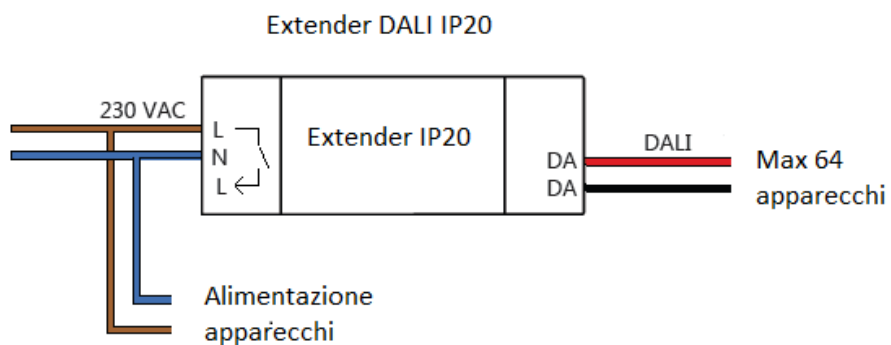 Extender DALI IP20
230 VAC
L
N
L
Extender IP20
DA
DA
DALI
Max 64
apparecchi
Alimentazione
apparecchi